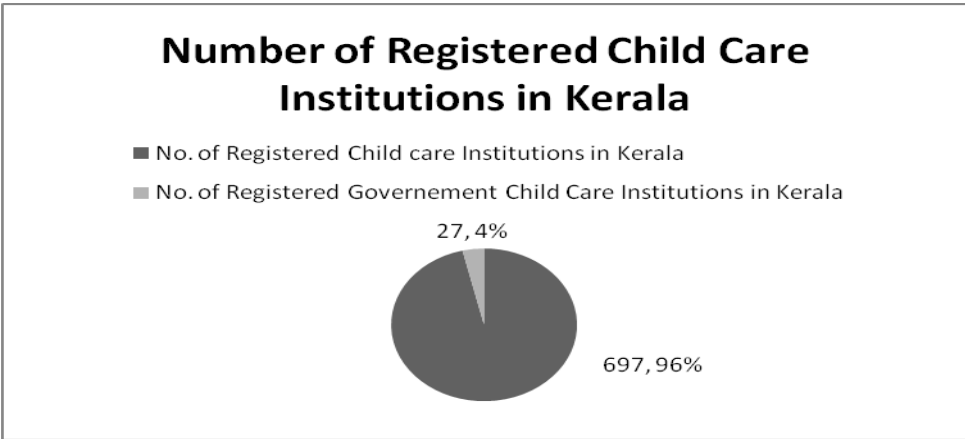 Number of Registered Child Care
Institutions in Kerala
No. of Registered Child care Institutions in Kerala
No. of Registered Governement Child Care Institutions in Kerala
27, 4%
697, 96%